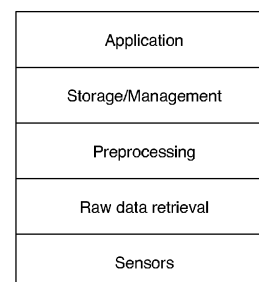 Application
Storage/Management
Preprocessing
Raw data retrieval
Sensors